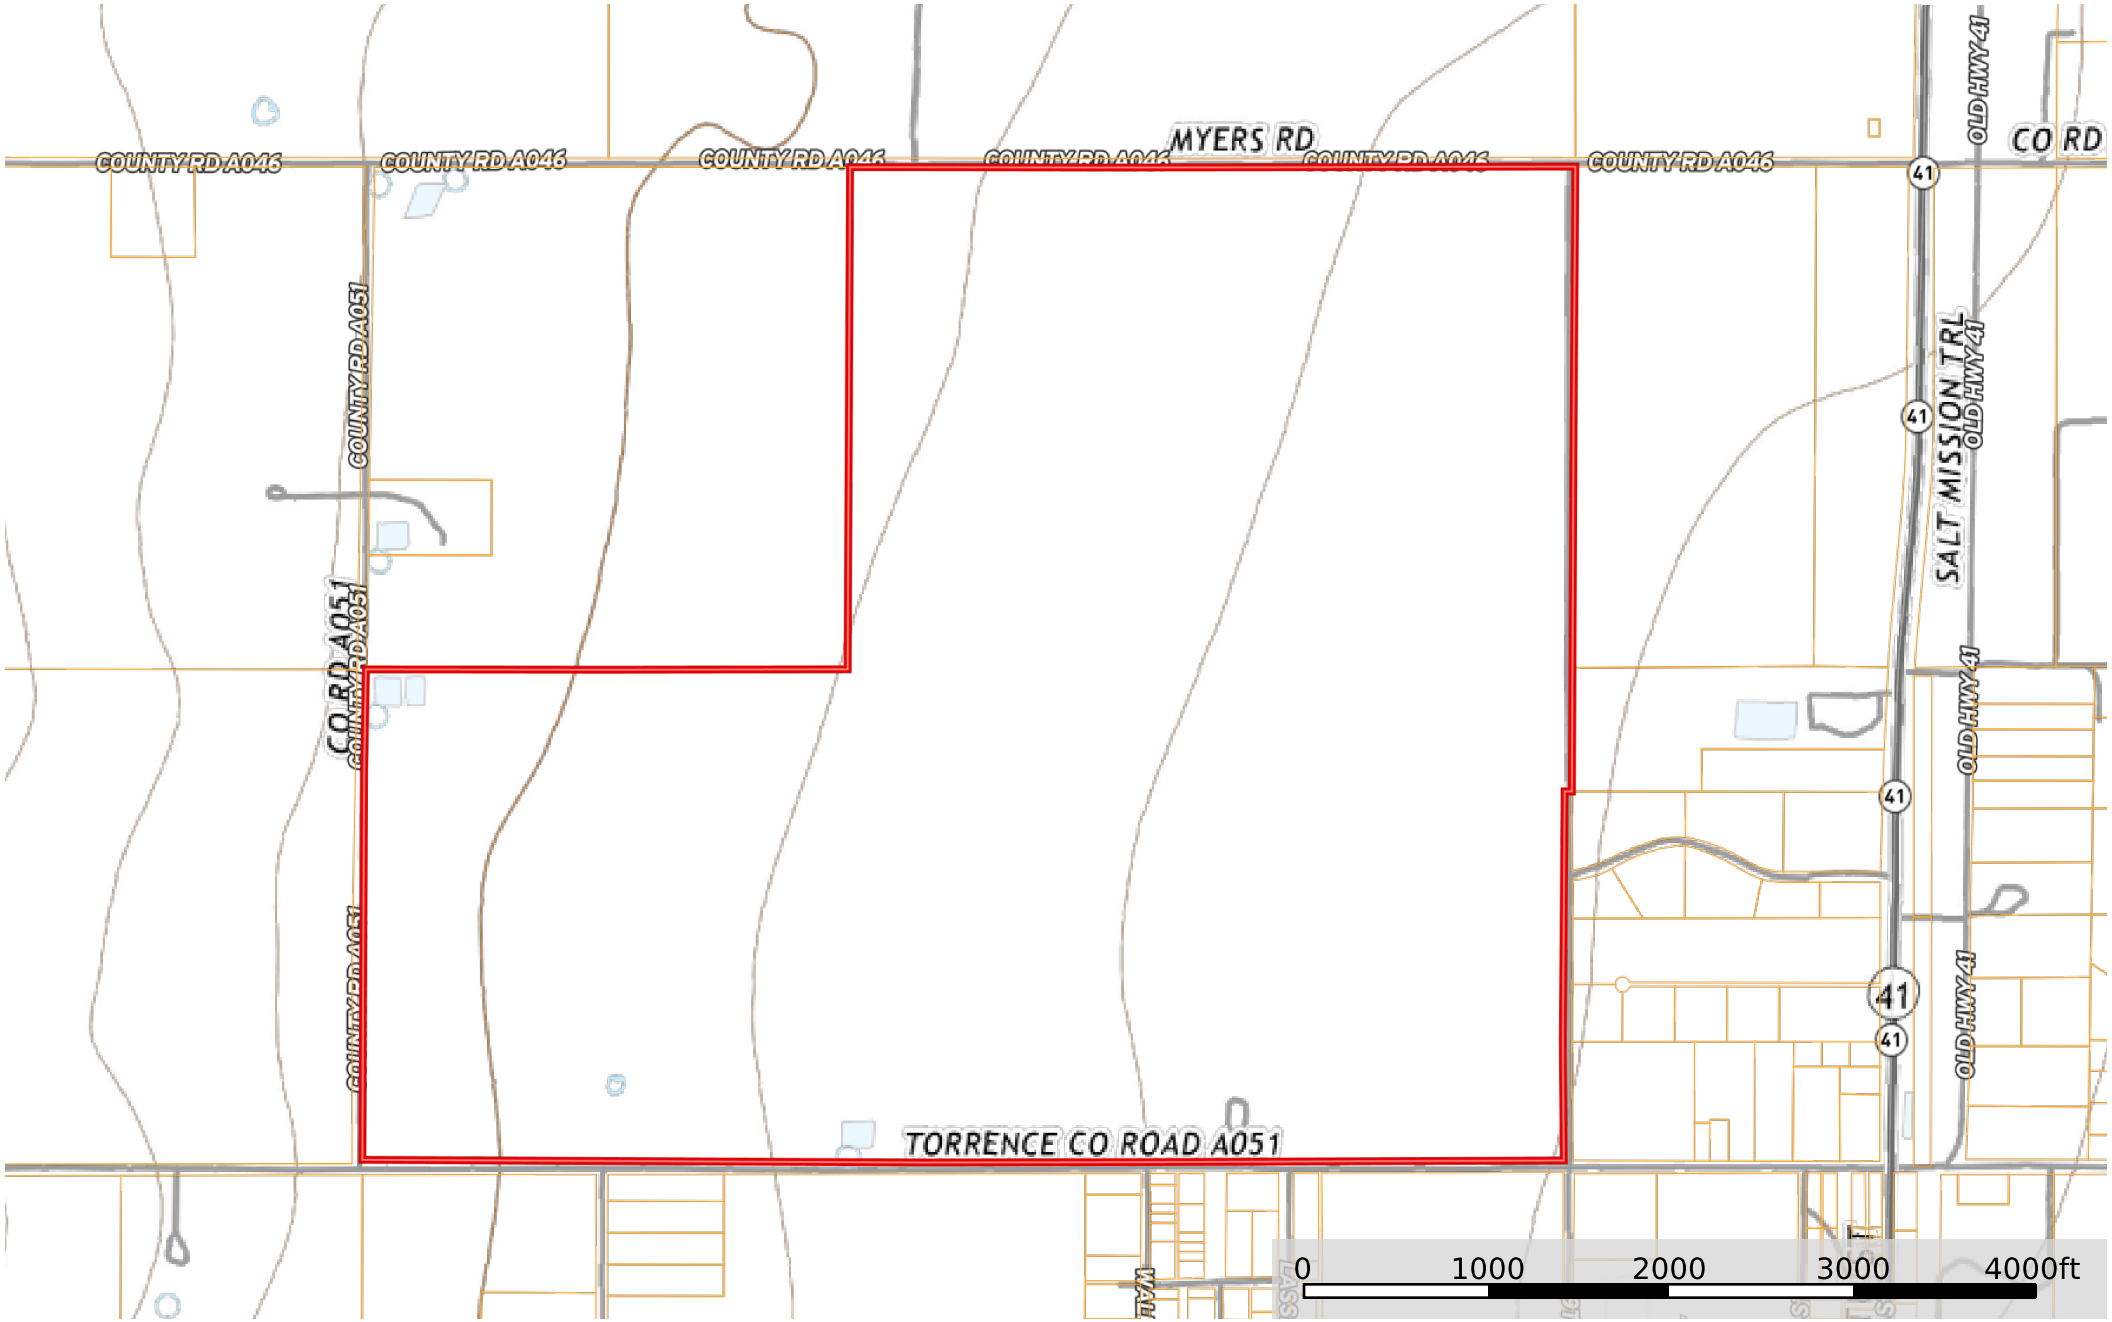 OLD HWY 41
MYERS RD
CO RD
COUNTY RD A046
COUNTY RD A046
COUNTY RD A046
COUNTY RD A046
COUNTY RD A046
COUNTY RD A046
41
COUNTY RD A051
SALT MISSION TRL
OLD HWY 41
41
CO RD A051
COUNTY RD A051
OLD HWY 41
41
COUNTY RD A051
OLD HWY 41
41
41
TORRENCE CO ROAD A051
WALL
LASS
0 1000 2000 3000 4000ft